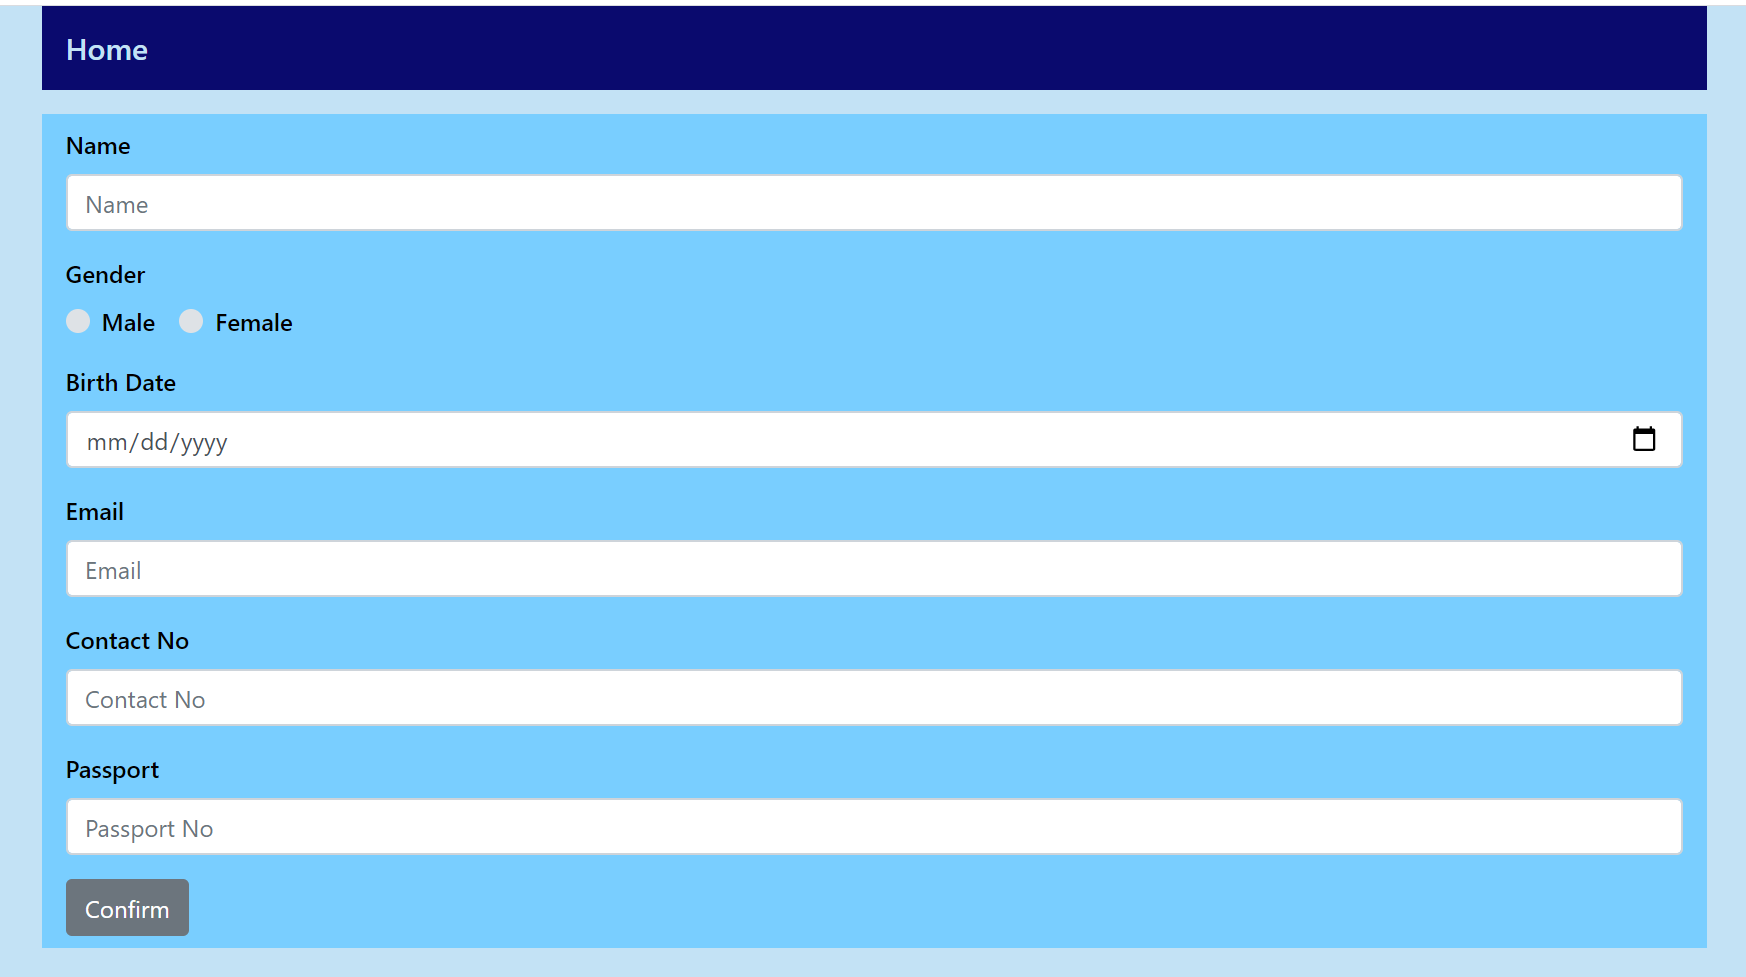 Home
Name
Name
Gender
Male Female
Birth Date
mm/dd/yyyy
Email
Email
Contact No
Contact No
Passport
Passport No
Confirm